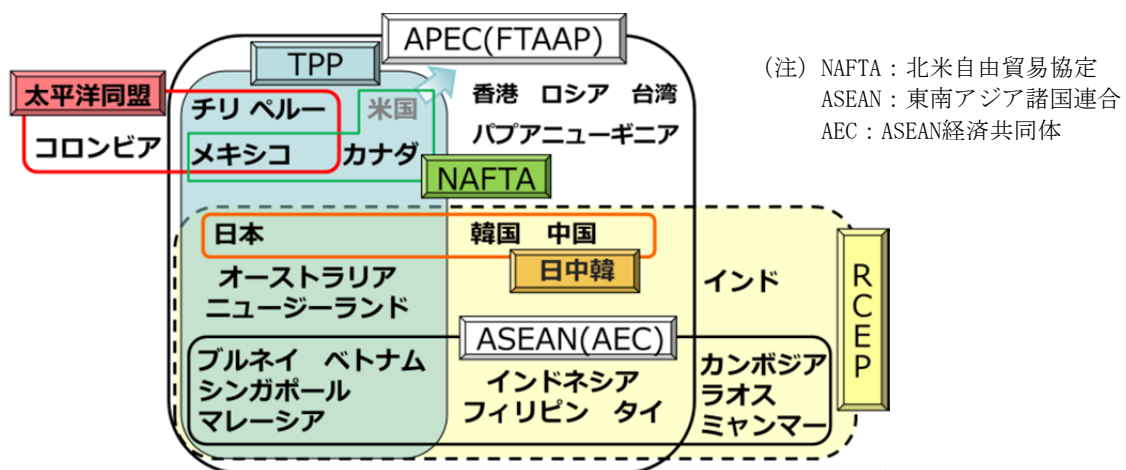 APEC(FTAAP)
TPP
太平洋同盟
チリ ペルー 米国
香港 ロシア 台湾
パプアニューギニア
コロンビア
メキシコ カナダ
NAFTA
日本 韓国 中国
日中韓
オーストラリア
ニュージーランド
インド
RCEP
ASEAN(AEC)
ブルネイ ベトナム
シンガポール
マレーシア
インドネシア
フィリピン タイ
カンボジア
ラオス
ミャンマー
(注) NAFTA:北米自由貿易協定
ASEAN:東南アジア諸国連合
AEC:ASEAN経済共同体